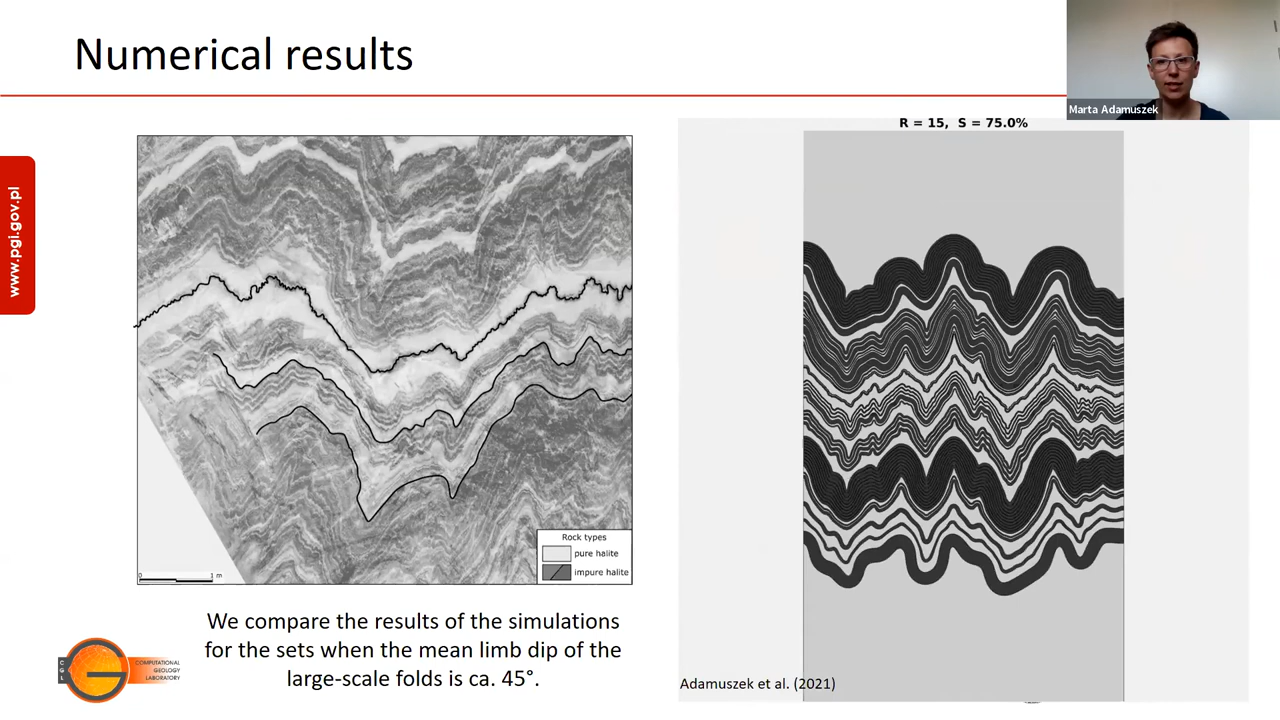 Numerical results
Marta Adamuszek
www.pgi.gov.pl
R = 15, S = 75.0%
Rock types
pure halite
impure halite
0 1 m
We compare the results of the simulations
for the sets when the mean limb dip of the
large-scale folds is ca. 45°.
C
G
L
COMPUTATIONAL
GEOLOGY
LABORATORY
Adamuszek et al. (2021)